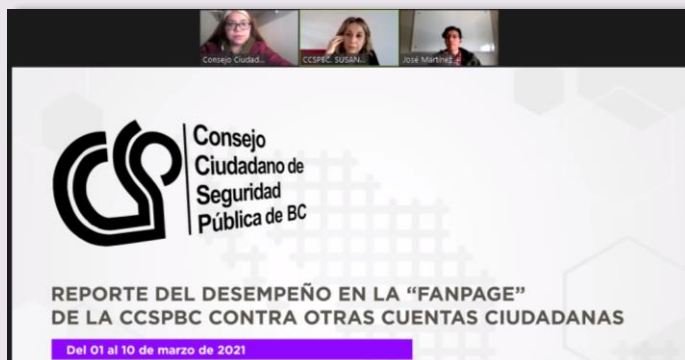 Consejo Ciudad...
CCSPBC. SUSAN...
José Martínez
Consejo
Ciudadano de
Seguridad
Pública de BC
REPORTE DEL DESEMPEÑO EN LA “FANPAGE”
DE LA CCSPBC CONTRA OTRAS CUENTAS CIUDADANAS
Del 01 al 10 de marzo de 2021